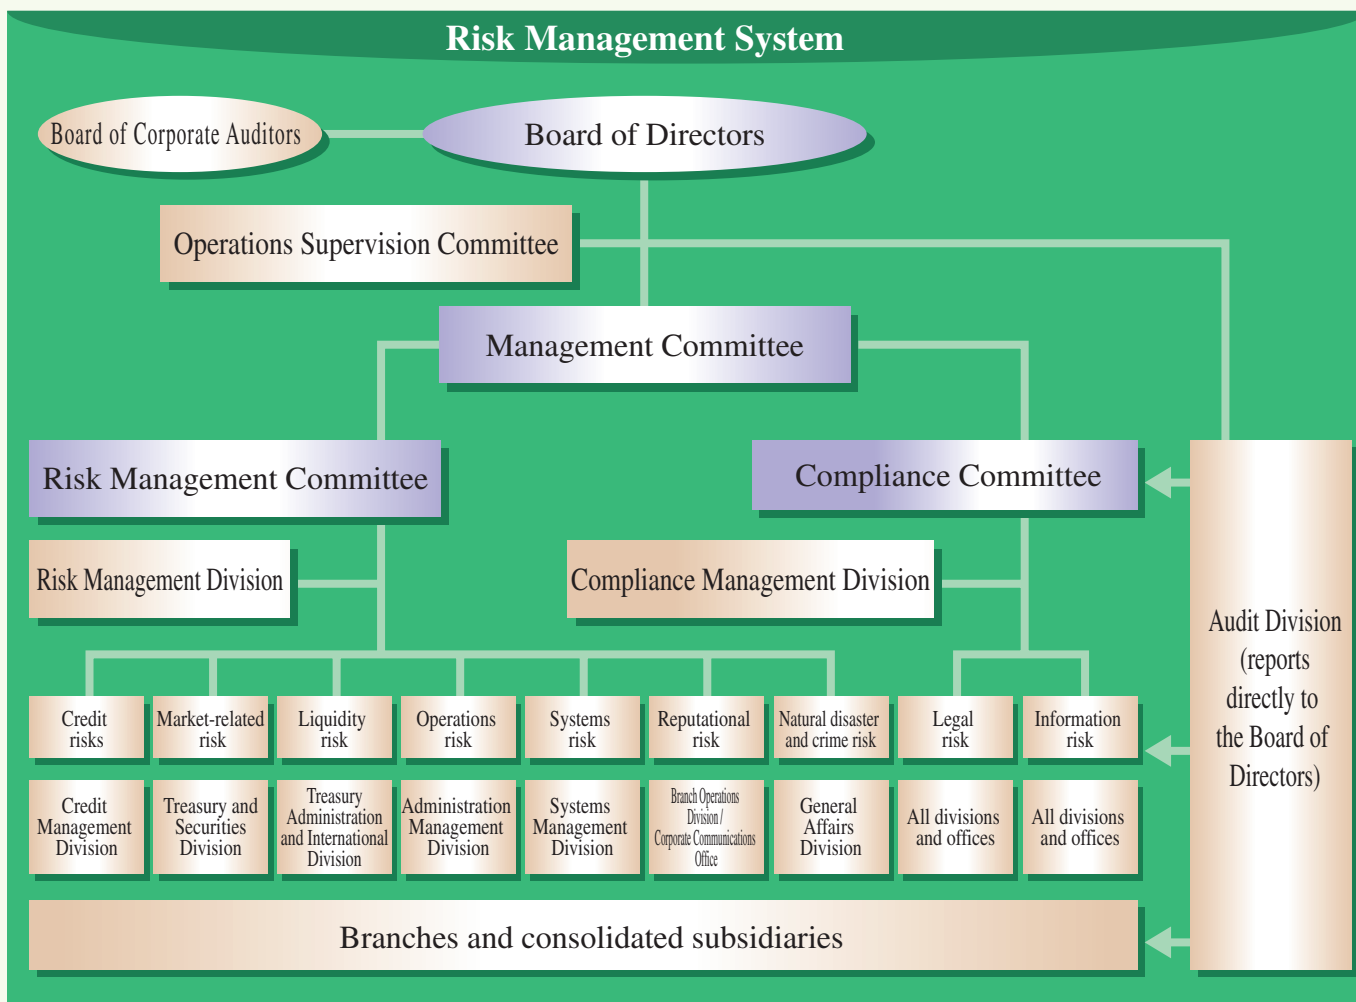 Risk Management System
Board of Corporate Auditors
Board of Directors
Operations Supervision Committee
Management Committee
Risk Management Committee
Compliance Committee
Risk Management Division
Compliance Management Division
Audit Division
(reports
directly to
the Board of
Directors)
Credit
risks
Market-related
risk
Liquidity
risk
Operations
risk
Systems
risk
Reputational
risk
Natural disaster
and crime risk
Legal
risk
Information
risk
Credit
Management
Division
Treasury and
Securities
Division
Treasury
Administration
and International
Division
Administration
Management
Division
Systems
Management
Division
Branch Operations
Division /
Corporate Communications
Office
General
Affairs
Division
All divisions
and offices
All divisions
and offices
Branches and consolidated subsidiaries